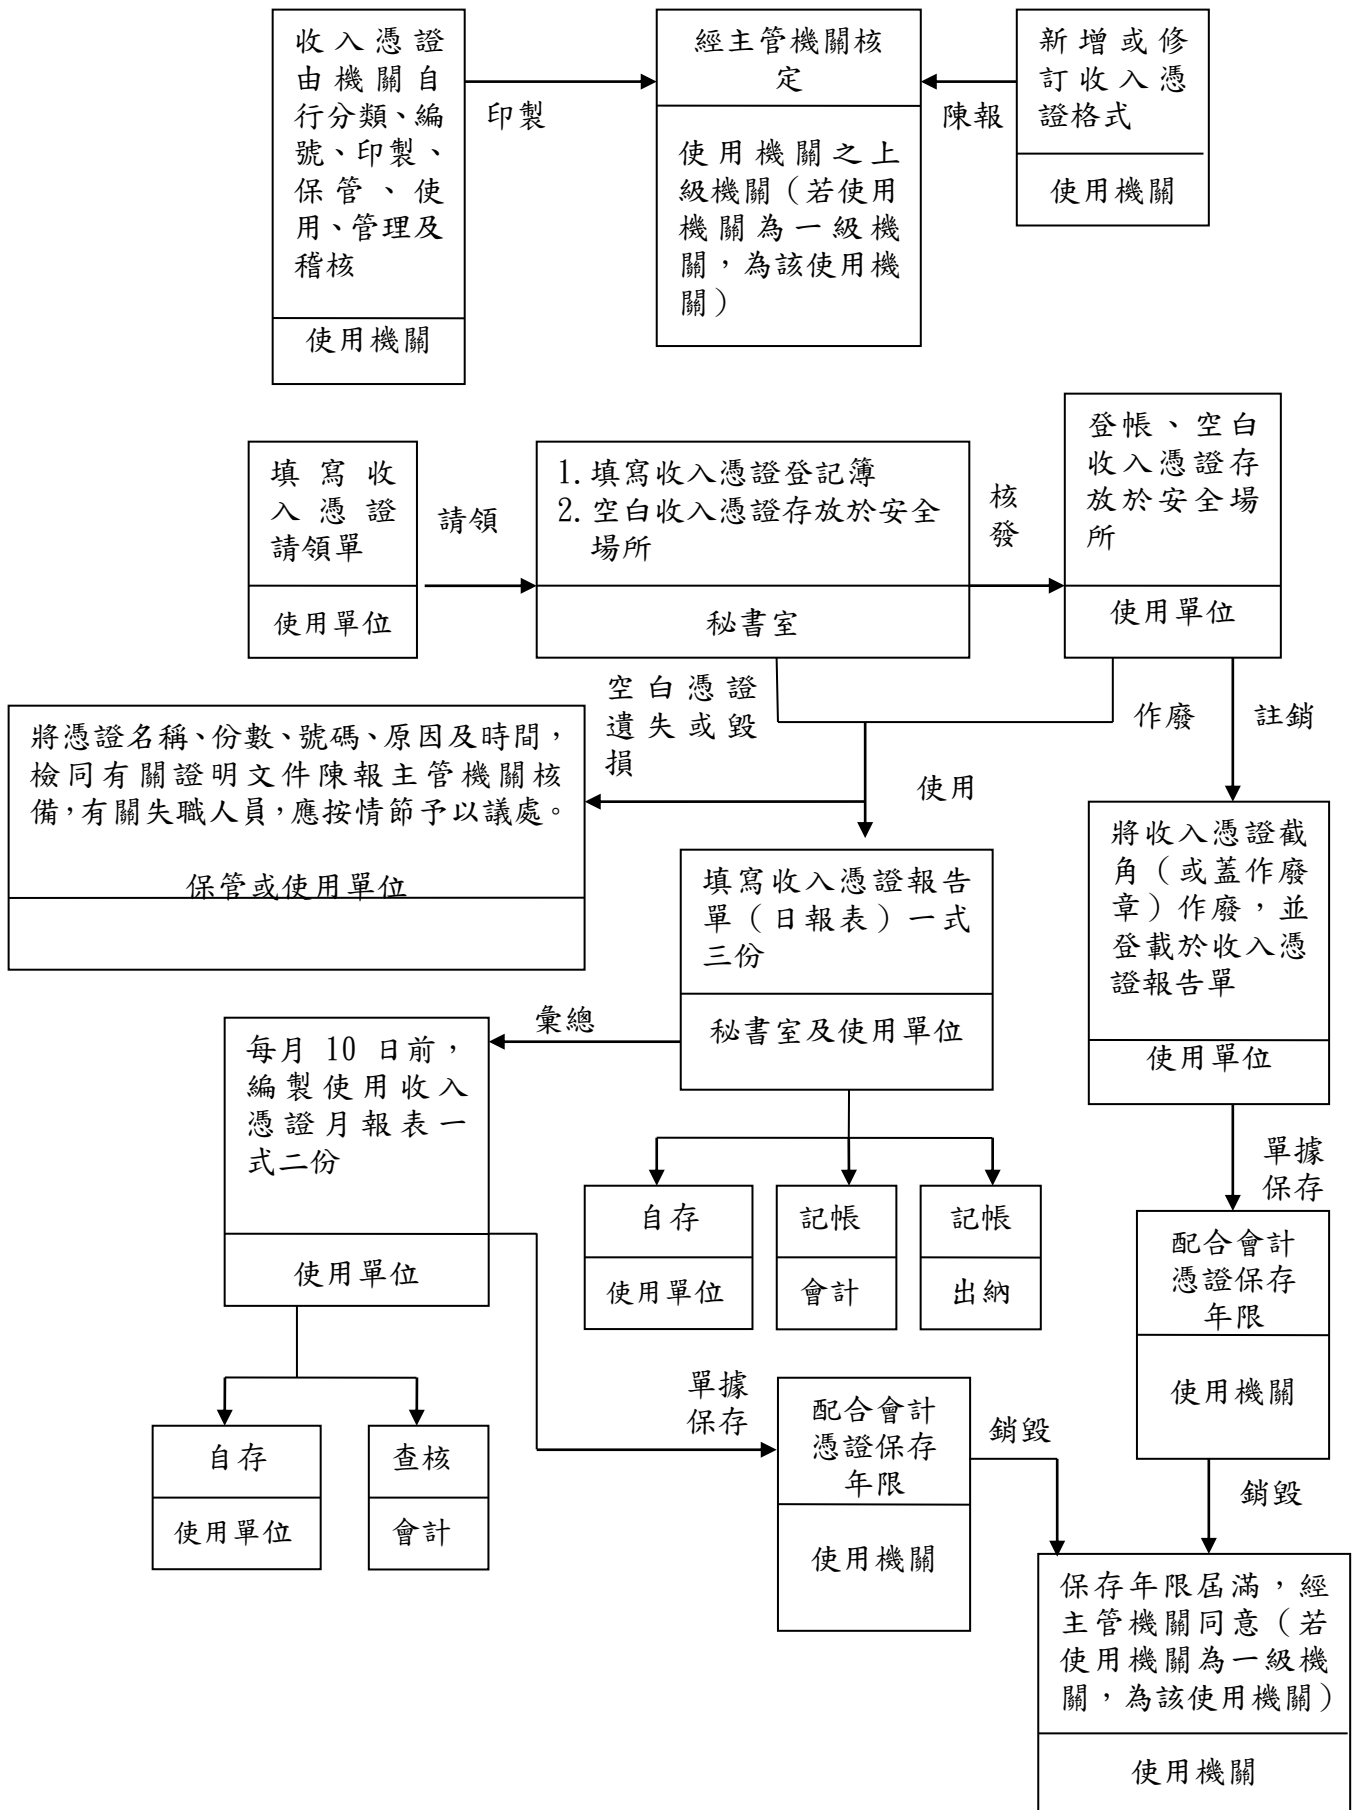 收入憑證
由機關自
行分類、編
號、印製、
保管、使
用、管理及
稽核
使用機關
印製
經主管機關核
定
使用機關之上
級機關（若使用
機關為一級機
關，為該使用機
關）
陳報
新增或修
訂收入憑
證格式
使用機關
填寫收
入憑證
請領單
使用單位
請領
1.填寫收入憑證登記簿
2.空白收入憑證存放於安全
場所
秘書室
核
發
登帳、空白
收入憑證存
放於安全場
所
使用單位
空白憑證
遺失或毀
損
使用
作廢
註銷
將憑證名稱、份數、號碼、原因及時間，
檢同有關證明文件陳報主管機關核
備，有關失職人員，應按情節予以議處。
保管或使用單位
填寫收入憑證報告
單（日報表）一式
三份
秘書室及使用單位
將收入憑證截
角（或蓋作廢
章）作廢，並
登載於收入憑
證報告單
使用單位
彙總
每月 10 日前，
編製使用收入
憑證月報表一
式二份
使用單位
自存
使用單位
記帳
會計
記帳
出納
單據
保存
配合會計
憑證保存
年限
使用機關
自存
使用單位
查核
會計
單據
保存
配合會計
憑證保存
年限
使用機關
銷毀
銷毀
保存年限屆滿，經
主管機關同意（若
使用機關為一級機
關，為該使用機關）
使用機關